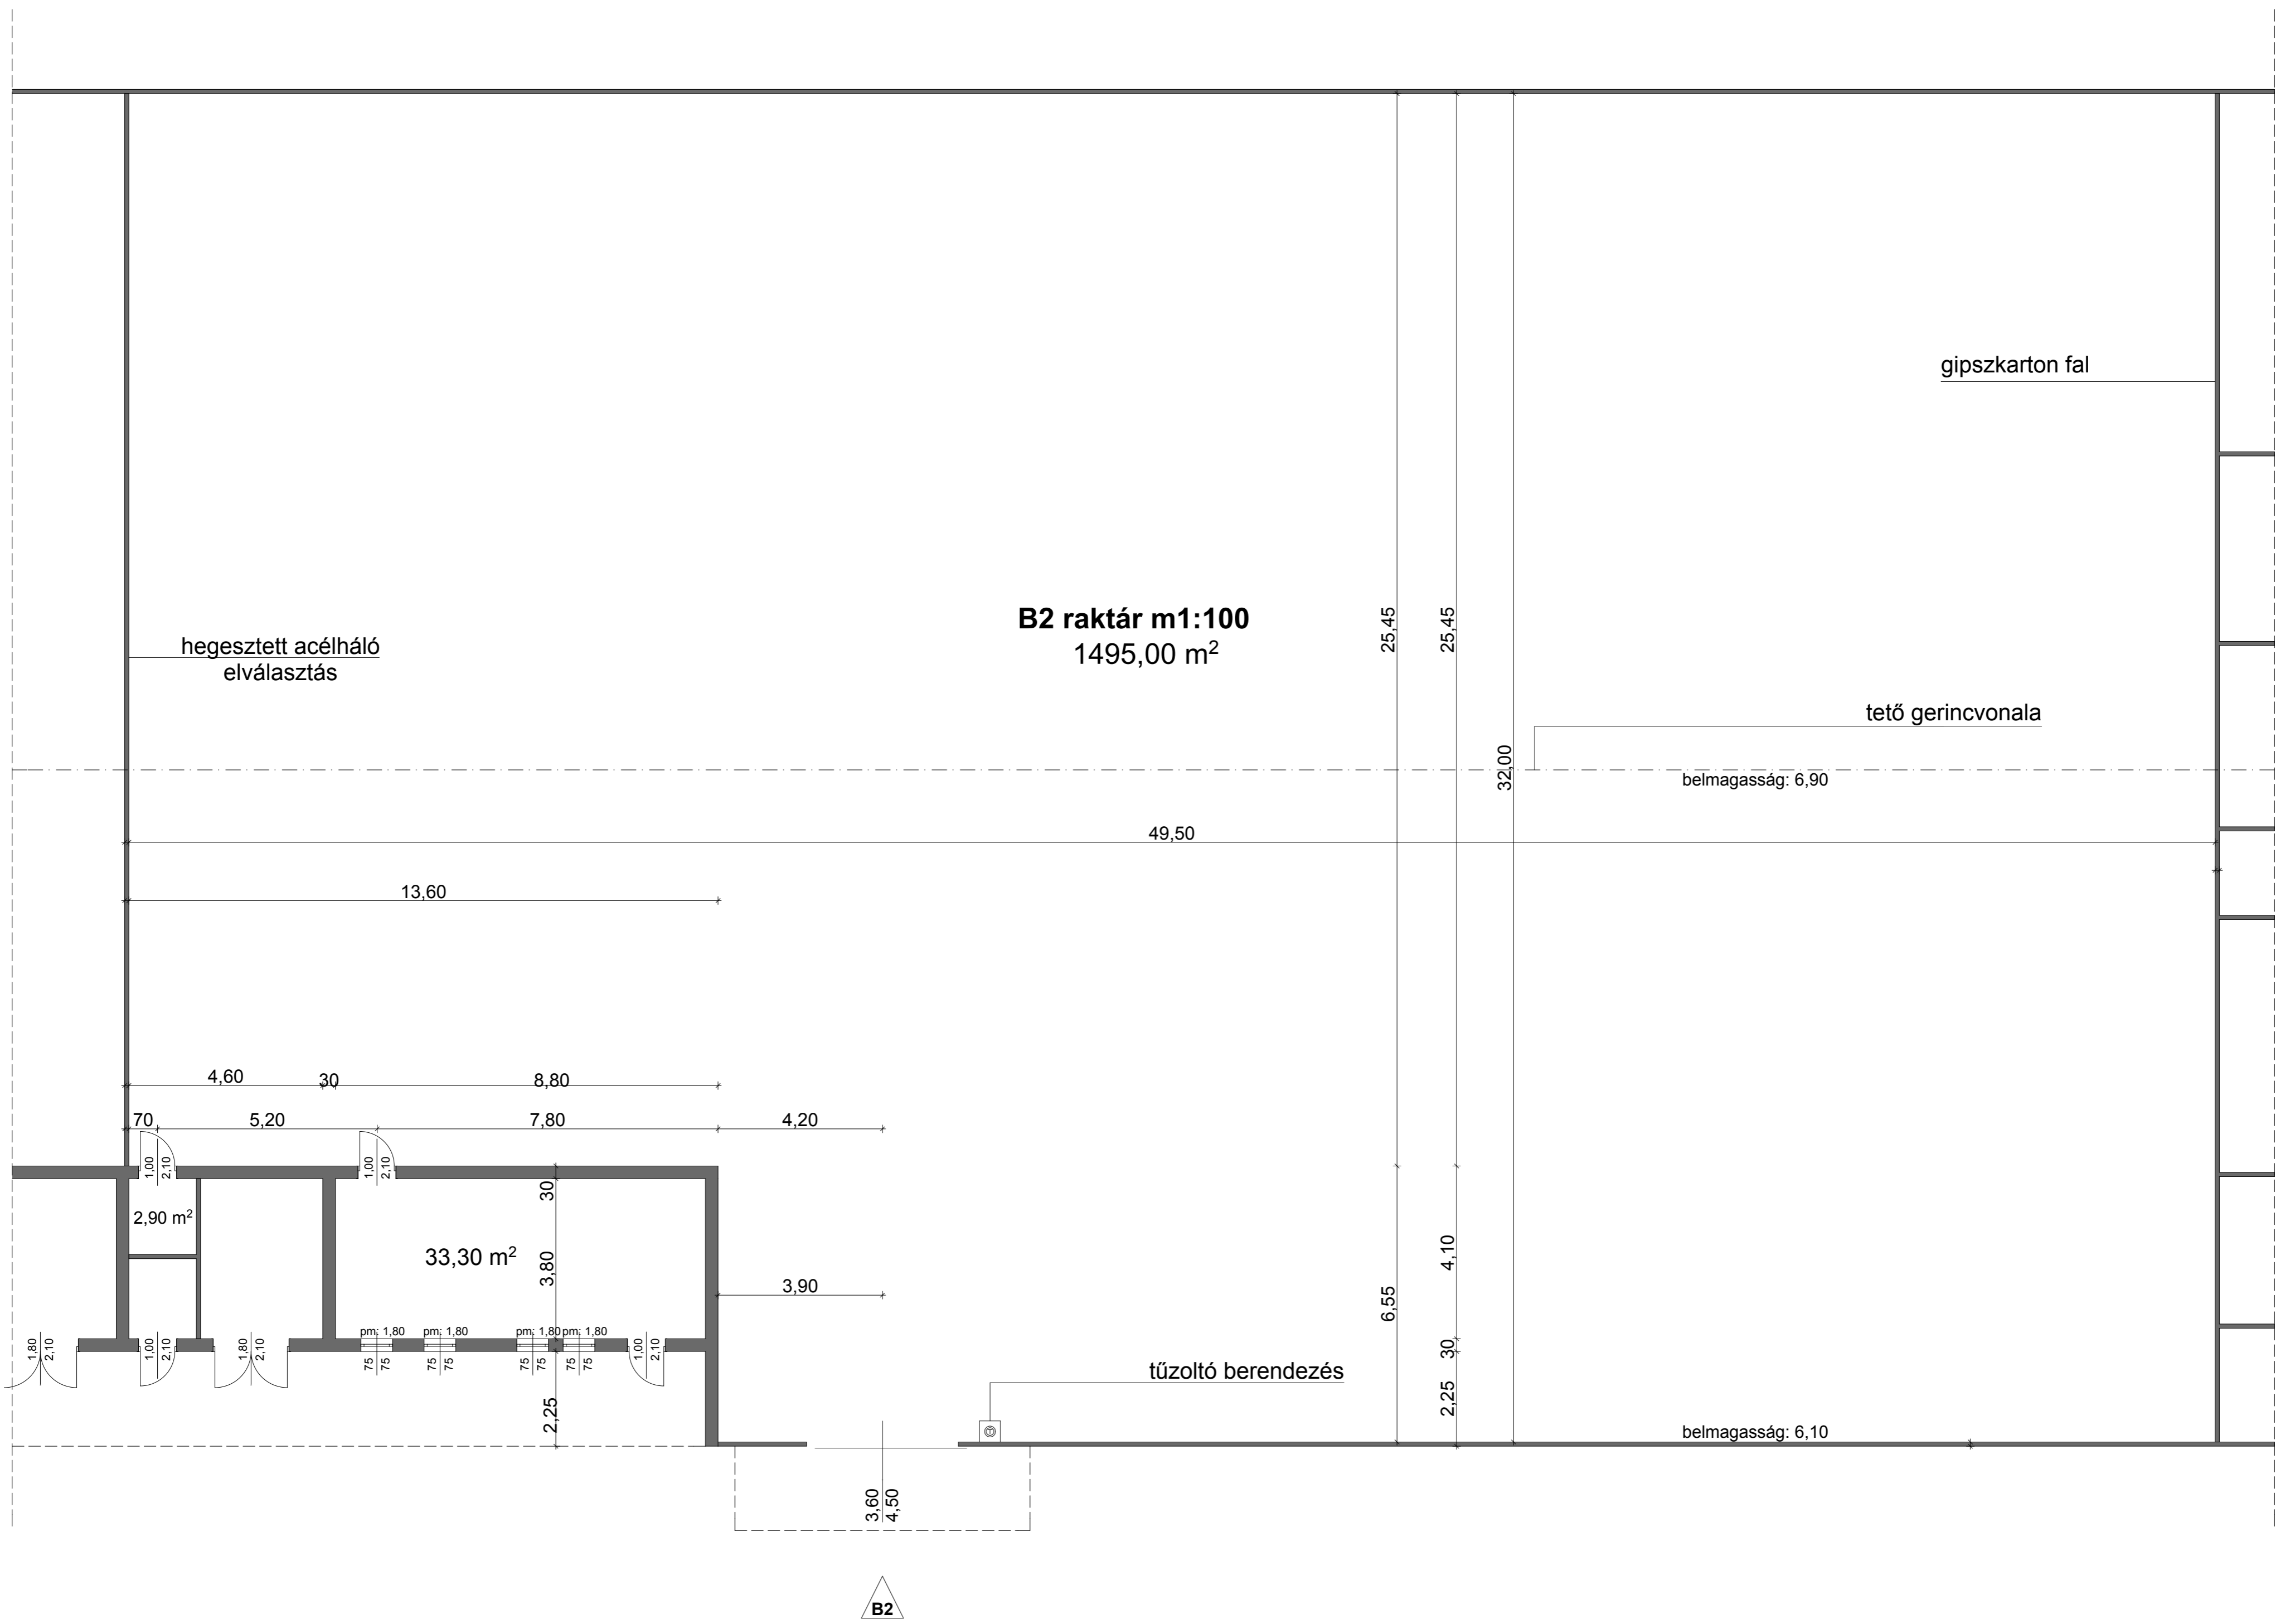 gipszkarton fal
B2 raktár m1:100
1495,00 m²
25,45
25,45
hegesztett acélháló
elválasztás
tető gerincvonala
32,00
belmagasság: 6,90
49,50
13,60
4,60
30
8,80
70
5,20
7,80
4,20
1,00
2,10
1,00
2,10
30
2,90 m²
33,30 m²
3,80
4,10
3,90
6,55
pm: 1,80
pm: 1,80
pm: 1,80
pm: 1,80
1,80
2,10
1,00
2,10
1,80
2,10
75
75
75
75
75
75
75
75
1,00
2,10
30
tűzoltó berendezés
2,25
2,25
belmagasság: 6,10
3,60
4,50
B2